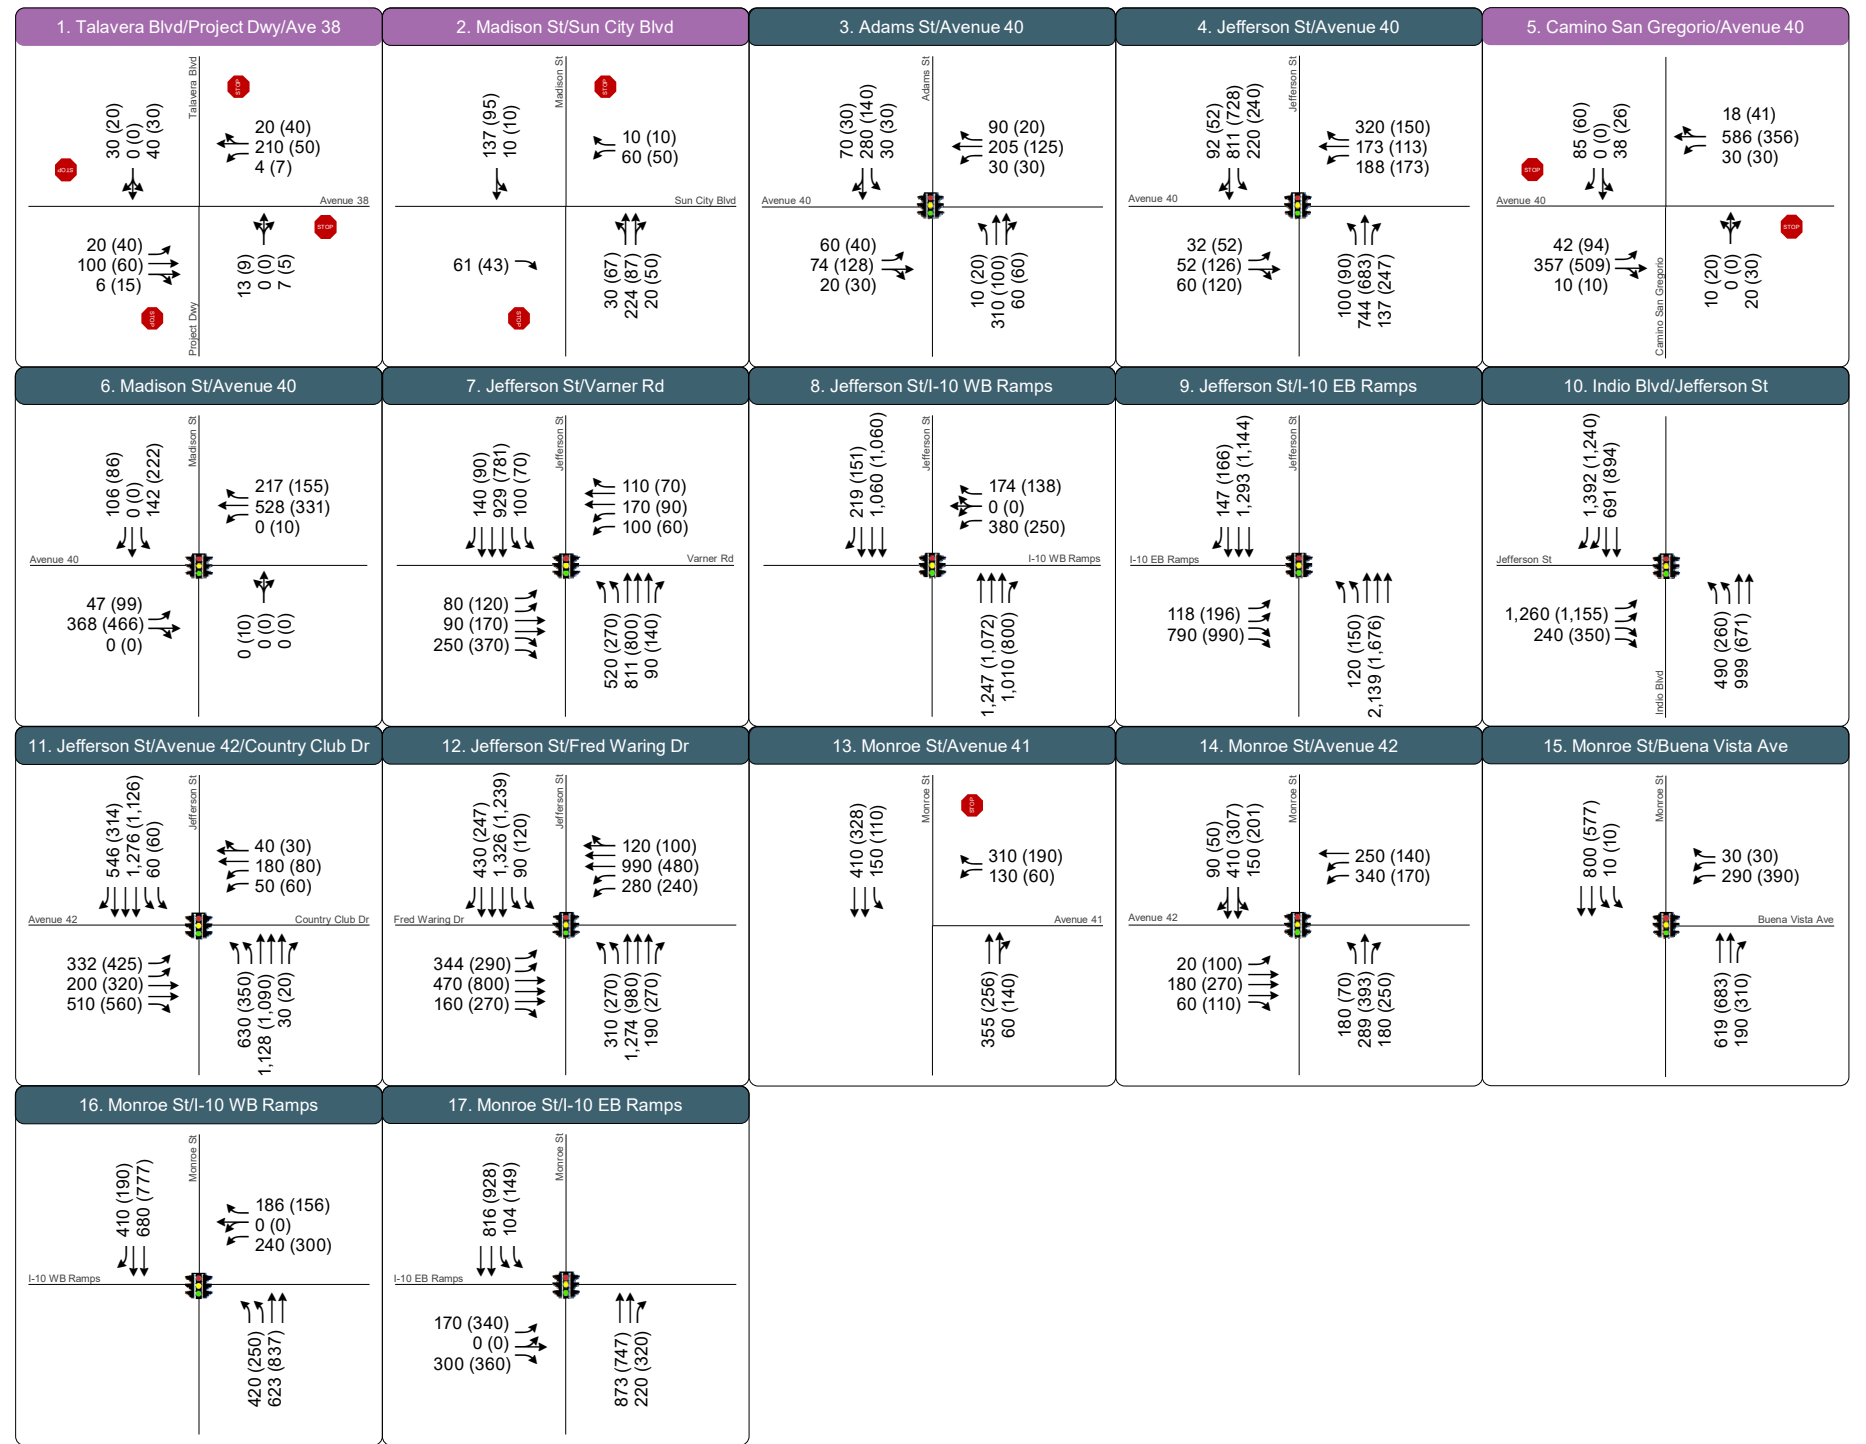 1. Talavera Blvd/Project Dwy/Ave 38
Talavera Blvd
STOP
30 (20)
0 (0)
40 (30)
20 (40)
210 (50)
4 (7)
STOP
Avenue 38
STOP
20 (40)
100 (60)
6 (15)
13 (9)
0 (0)
7 (5)
STOP
Project Dwy
2. Madison St/Sun City Blvd
Madison St
STOP
137 (95)
10 (10)
10 (10)
60 (50)
Sun City Blvd
61 (43)
30 (67)
224 (87)
20 (50)
STOP
3. Adams St/Avenue 40
Adams St
70 (30)
280 (140)
30 (30)
90 (20)
205 (125)
30 (30)
Avenue 40
60 (40)
74 (128)
20 (30)
10 (20)
310 (100)
60 (60)
4. Jefferson St/Avenue 40
Jefferson St
92 (52)
811 (728)
220 (240)
320 (150)
173 (113)
188 (173)
Avenue 40
32 (52)
52 (126)
60 (120)
100 (90)
744 (683)
137 (247)
5. Camino San Gregorio/Avenue 40
85 (60)
0 (0)
38 (26)
18 (41)
586 (356)
30 (30)
STOP
Avenue 40
STOP
42 (94)
357 (509)
10 (10)
10 (20)
0 (0)
20 (30)
Camino San Gregorio
6. Madison St/Avenue 40
Madison St
106 (86)
0 (0)
142 (222)
217 (155)
528 (331)
0 (10)
Avenue 40
47 (99)
368 (466)
0 (0)
0 (10)
0 (0)
0 (0)
7. Jefferson St/Varner Rd
Jefferson St
140 (90)
929 (781)
100 (70)
110 (70)
170 (90)
100 (60)
Varner Rd
80 (120)
90 (170)
250 (370)
520 (270)
811 (800)
90 (140)
8. Jefferson St/I-10 WB Ramps
Jefferson St
219 (151)
1,060 (1,060)
174 (138)
0 (0)
380 (250)
I-10 WB Ramps
1,247 (1,072)
1,010 (800)
9. Jefferson St/I-10 EB Ramps
Jefferson St
147 (166)
1,293 (1,144)
I-10 EB Ramps
118 (196)
790 (990)
120 (150)
2,139 (1,676)
10. Indio Blvd/Jefferson St
1,392 (1,240)
691 (894)
Jefferson St
1,260 (1,155)
240 (350)
490 (260)
999 (671)
Indio Blvd
11. Jefferson St/Avenue 42/Country Club Dr
Jefferson St
546 (314)
1,276 (1,126)
60 (60)
40 (30)
180 (80)
50 (60)
Avenue 42
Country Club Dr
332 (425)
200 (320)
510 (560)
630 (350)
1,128 (1,090)
30 (20)
12. Jefferson St/Fred Waring Dr
Jefferson St
430 (247)
1,326 (1,239)
90 (120)
120 (100)
990 (480)
280 (240)
Fred Waring Dr
344 (290)
470 (800)
160 (270)
310 (270)
1,274 (980)
190 (270)
13. Monroe St/Avenue 41
Monroe St
STOP
410 (328)
150 (110)
310 (190)
130 (60)
Avenue 41
355 (256)
60 (140)
14. Monroe St/Avenue 42
Monroe St
90 (50)
410 (307)
150 (201)
250 (140)
340 (170)
Avenue 42
20 (100)
180 (270)
60 (110)
180 (70)
289 (393)
180 (250)
15. Monroe St/Buena Vista Ave
Monroe St
800 (577)
10 (10)
30 (30)
290 (390)
Buena Vista Ave
619 (683)
190 (310)
16. Monroe St/I-10 WB Ramps
Monroe St
410 (190)
680 (777)
186 (156)
0 (0)
240 (300)
I-10 WB Ramps
420 (250)
623 (837)
17. Monroe St/I-10 EB Ramps
Monroe St
816 (928)
104 (149)
I-10 EB Ramps
170 (340)
0 (0)
300 (360)
873 (747)
220 (320)